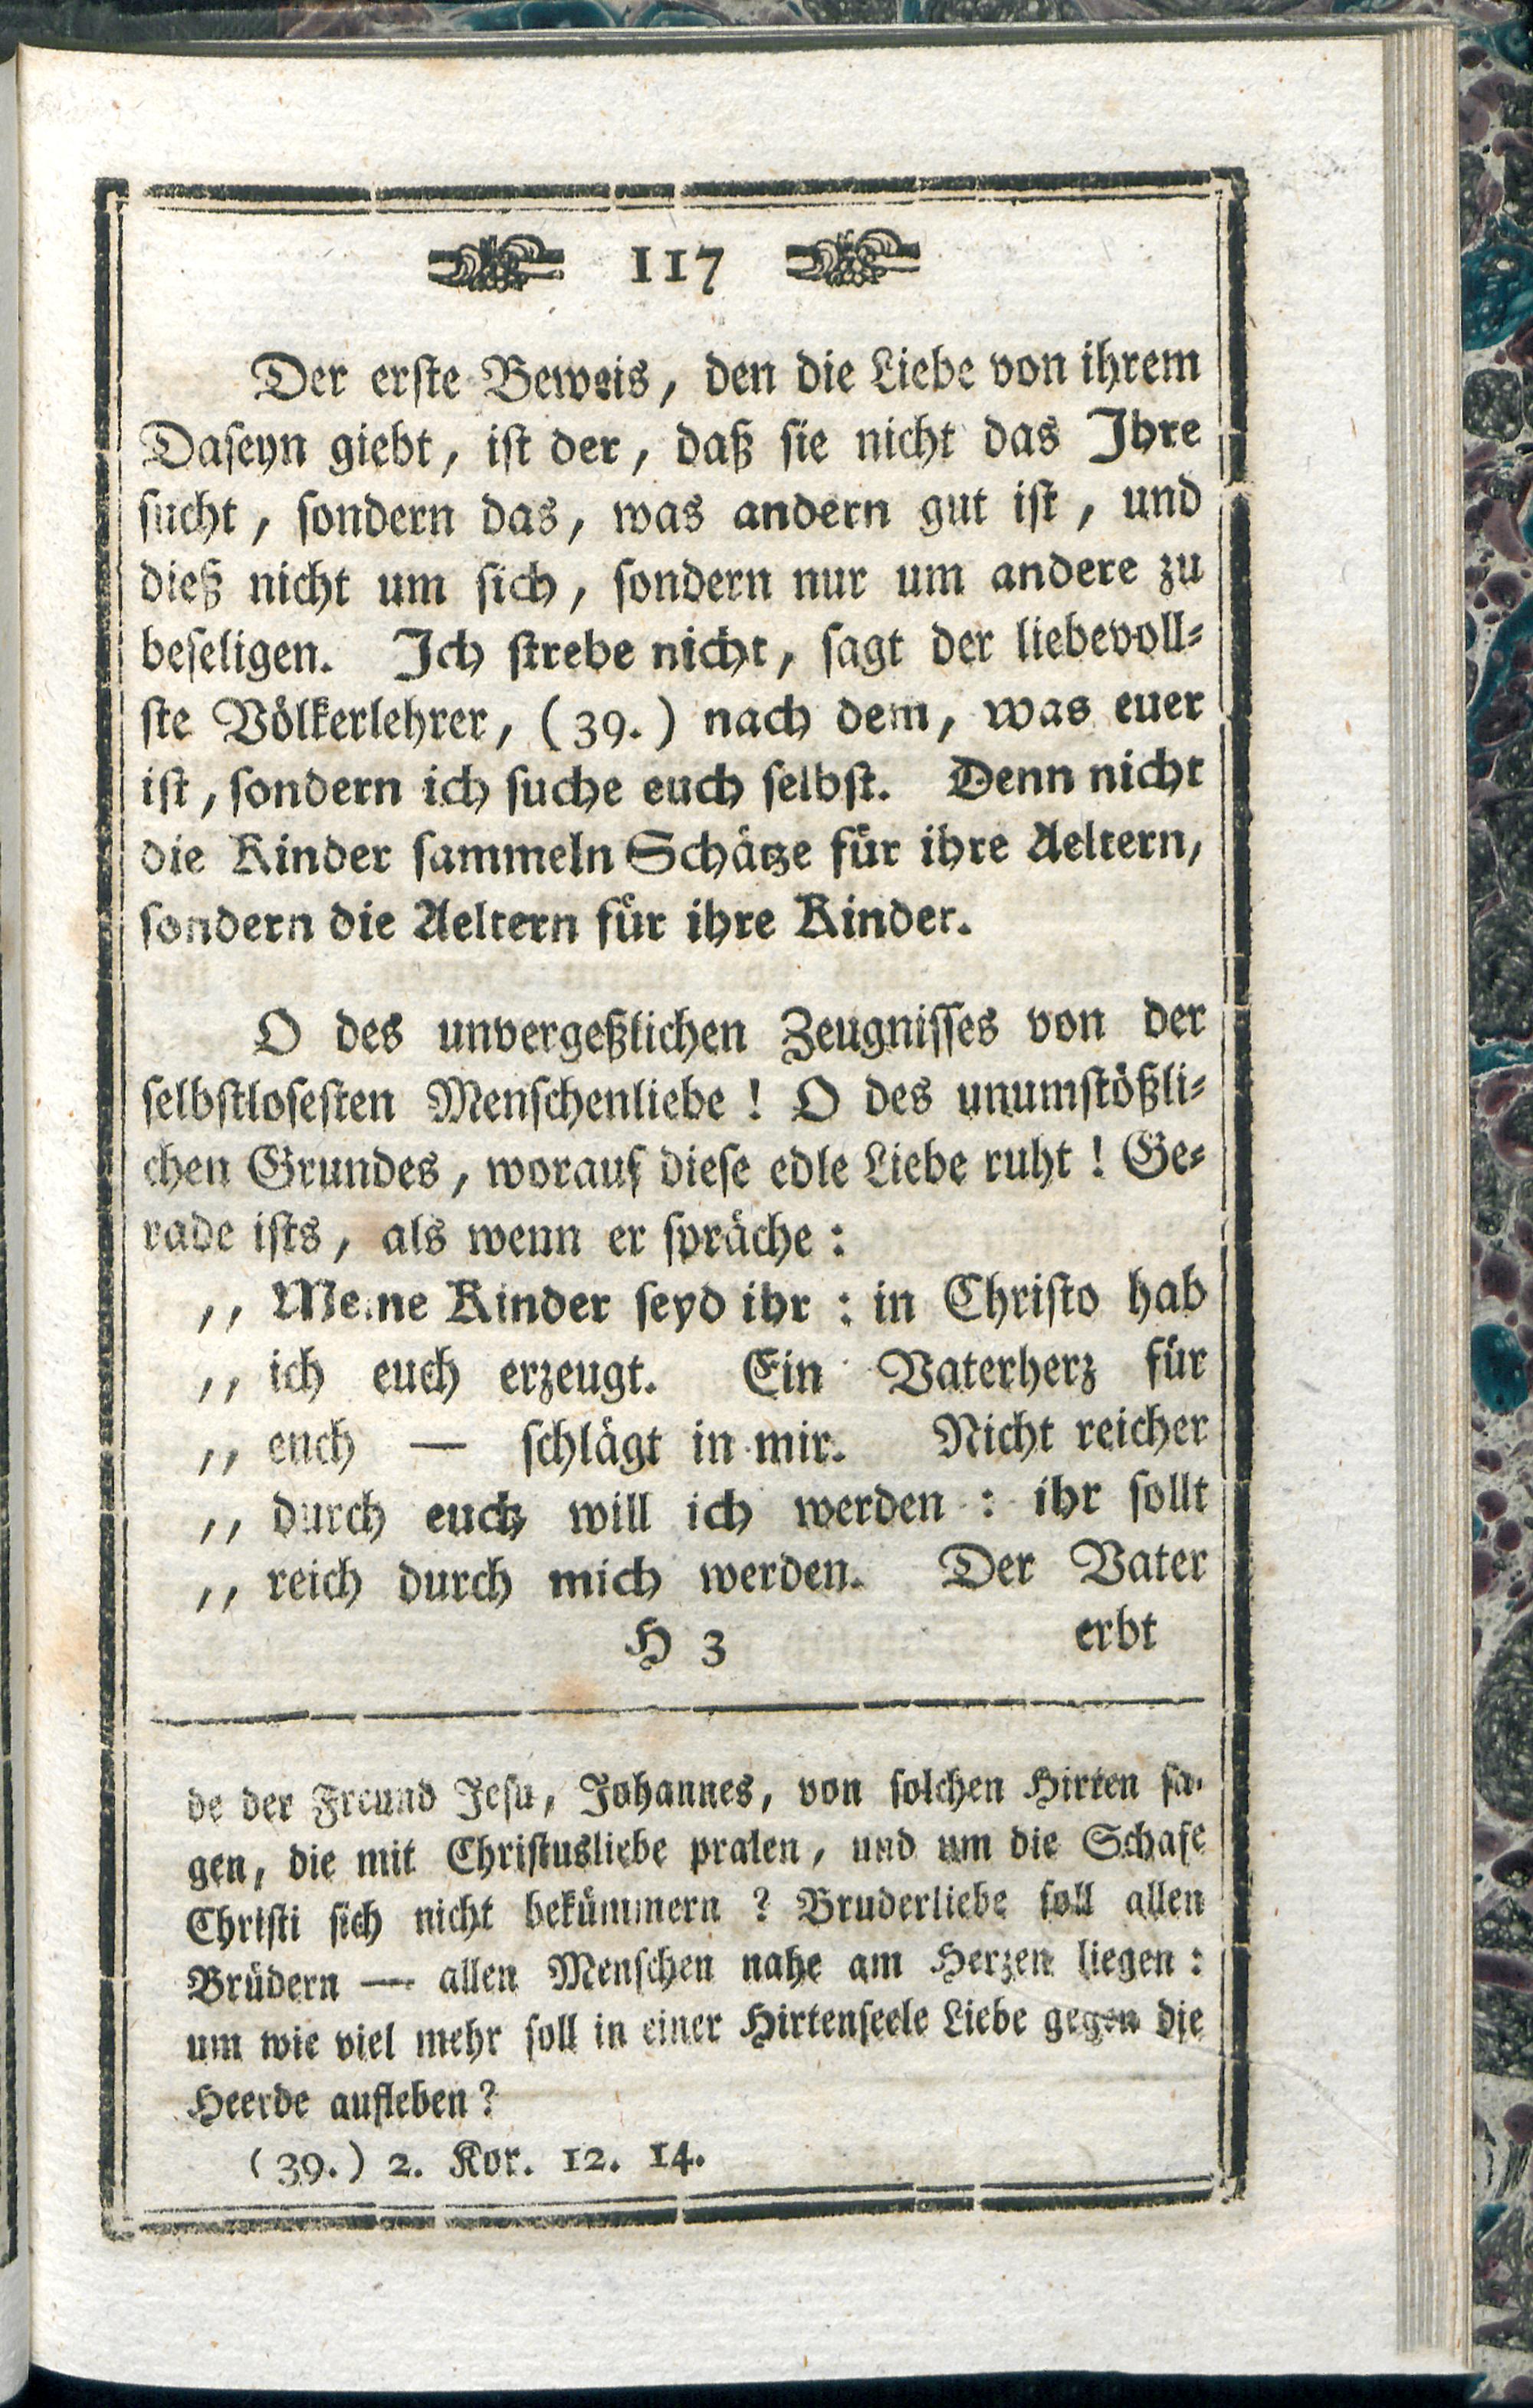 117
Der erste Beweis, den die Liebe von ihrem
Daseyn giebt, ist der, daß sie nicht das Ihre
sucht, sondern das, was andern gut ist, und
dieß nicht um sich, sondern nur um andere zu
beseligen. Ich strebe nicht, sagt der liebevoll-
ste Völkerlehrer, (39.) nach dem, was euer
ist, sondern ich suche euch selbst. Denn nicht
die Kinder sammeln Schätze für ihre Aeltern,
sondern die Aeltern für ihre Kinder.
O des unvergeßlichen Zeugnisses von der
selbstlosesten Menschenliebe! O des unumstößli-
chen Grundes, worauf diese edle Liebe ruht! Ge-
rade ists, als wenn er spräche:
,, Meine Kinder seyd ihr: in Christo hab
,, ich euch erzeugt. Ein Vaterherz für
,, euch — schlägt in mir. Nicht reicher
,, durch euch will ich werden: ihr sollt
,, reich durch mich werden. Der Vater
H 3 erbt
de der Freund Jesu, Johannes, von solchen Hirten sa-
gen, die mit Christusliebe pralen, und um die Schafe
Christi sich nicht bekümmern? Bruderliebe soll allen
Brüdern — allen Menschen nahe am Herzen liegen:
um wie viel mehr soll in einer Hirtenseele Liebe gegen die
Heerde aufleben?
(39.) 2. Kor. 12. 14.